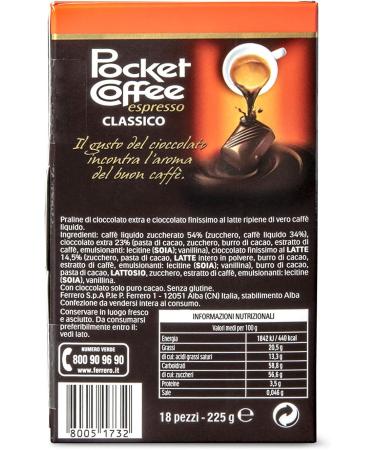 Pocket
Coffee
espresso
CLASSICO
Il gusto del cioccolato
incontra l'aroma
del buon caffè.
Praline di cioccolato extra e cioccolato finissimo al latte ripiene di vero caffè
liquido.
Ingredienti: caffè liquido zuccherato 54% (zucchero, caffè liquido 34%),
cioccolato extra 23% (pasta di cacao, zucchero, burro di cacao, estratto di
caffè, emulsionanti: lecitine (SOIA); vanillina), cioccolato finissimo al LATTE
14,5% (zucchero, pasta di cacao, LATTE intero in polvere, burro di cacao,
estratto di caffè, emulsionanti: lecitine (SOIA); vanillina), burro di cacao,
pasta di cacao, LATTOSIO, zucchero, estratto di caffè, emulsionanti: lecitine
(SOIA), vanillina.
Con cioccolato solo puro cacao. Senza glutine.
Ferrero S.p.A P.le P. Ferrero 1 - 12051 Alba (CN) Italia, stabilimento Alba
Confezione da vendersi intera al consumatore.
Conservare in luogo fresco
e asciutto. Da consumarsi
preferibilmente entro il:
vedi lato.
NUMERO VERDE
800 90 96 90
www.ferrero.it
8005 1732
INFORMAZIONI NUTRIZIONALI
Valori medi per 100 g
Energia 1842 kJ / 440 kcal
Grassi 20,5 g
di cui: acidi grassi saturi 13,3 g
Carboidrati 58,8 g
di cui: zuccheri 56,6 g
Proteine 3,5 g
Sale 0,046 g
18 pezzi - 225 g ℮